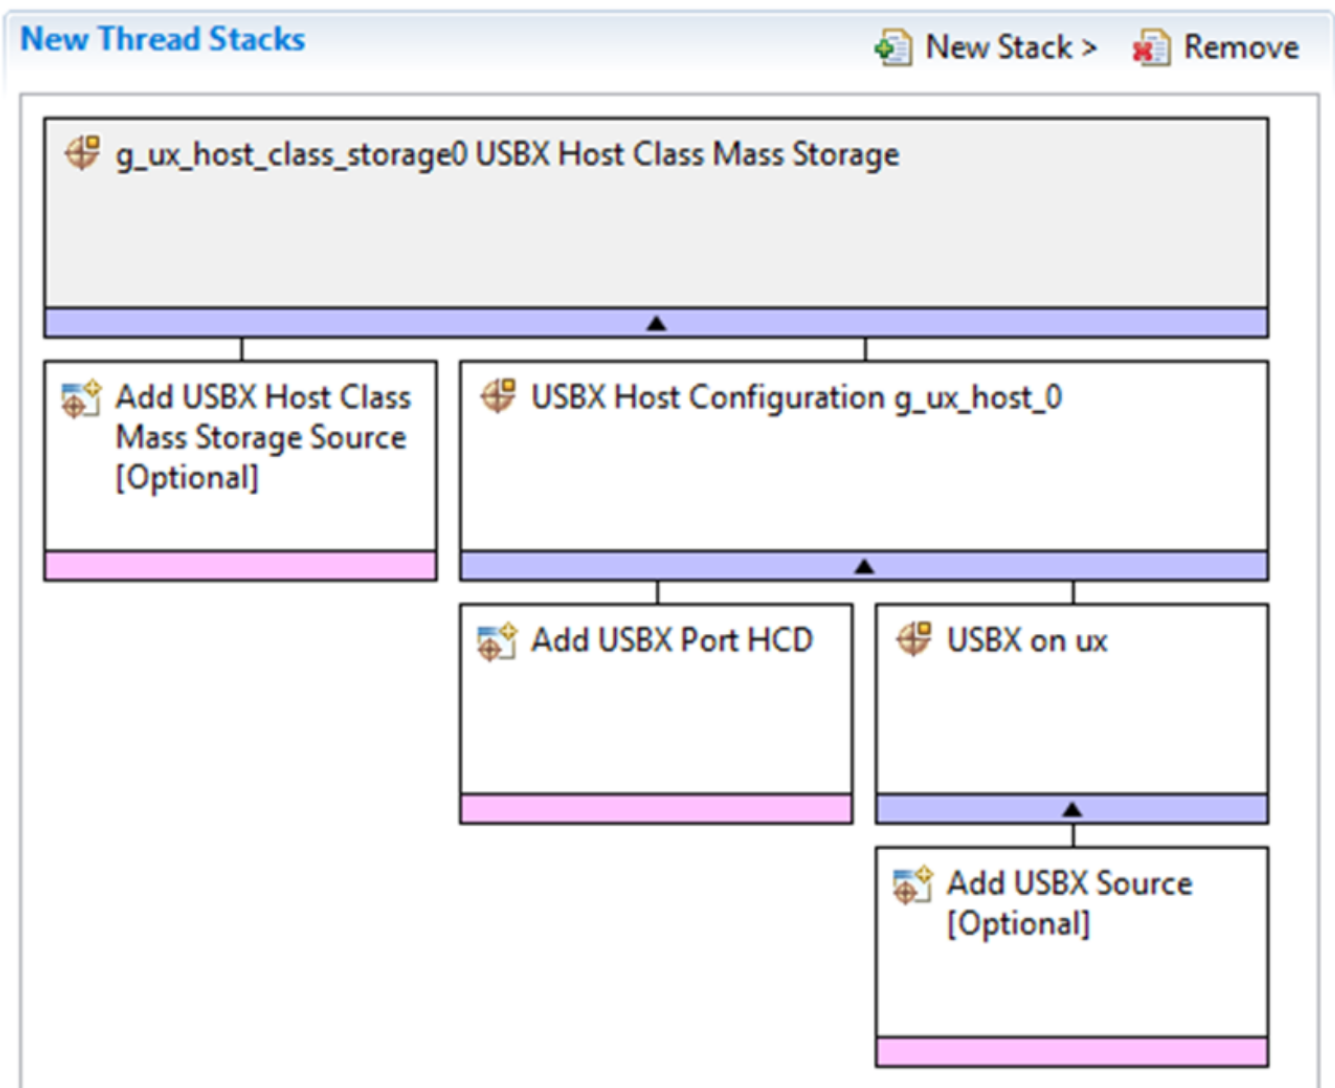 New Thread Stacks
New Stack >
Remove
g_ux_host_class_storage0 USBX Host Class Mass Storage
Add USBX Host Class
Mass Storage Source
[Optional]
USBX Host Configuration g_ux_host_0
Add USBX Port HCD
USBX on ux
Add USBX Source
[Optional]